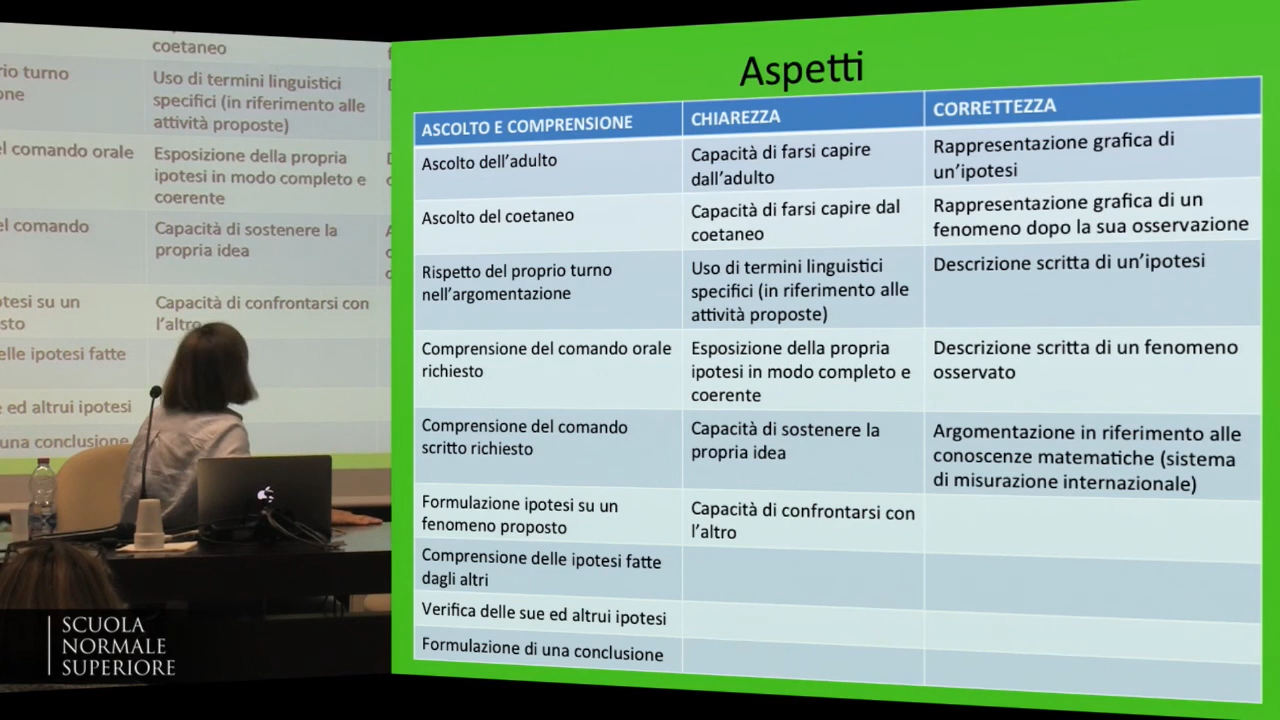 coetaneo
rio turno
one
Uso di termini linguistici
specifici (in riferimento alle
attività proposte)
el comando orale
Esposizione della propria
ipotesi in modo completo e
coerente
el comando
Capacità di sostenere la
propria idea
otesi su un
sto
Capacità di confrontarsi con
l'altro
elle ipotesi fatte
e ed altrui ipotesi
una conclusione
SCUOLA
NORMALE
SUPERIORE
Aspetti
ASCOLTO E COMPRENSIONE
CHIAREZZA
CORRETTEZZA
Ascolto dell'adulto
Capacità di farsi capire
dall'adulto
Rappresentazione grafica di
un'ipotesi
Ascolto del coetaneo
Capacità di farsi capire dal
coetaneo
Rappresentazione grafica di un
fenomeno dopo la sua osservazione
Rispetto del proprio turno
nell'argomentazione
Uso di termini linguistici
specifici (in riferimento alle
attività proposte)
Descrizione scritta di un'ipotesi
Comprensione del comando orale
richiesto
Esposizione della propria
ipotesi in modo completo e
coerente
Descrizione scritta di un fenomeno
osservato
Comprensione del comando
scritto richiesto
Capacità di sostenere la
propria idea
Argomentazione in riferimento alle
conoscenze matematiche (sistema
di misurazione internazionale)
Formulazione ipotesi su un
fenomeno proposto
Capacità di confrontarsi con
l'altro
Comprensione delle ipotesi fatte
dagli altri
Verifica delle sue ed altrui ipotesi
Formulazione di una conclusione